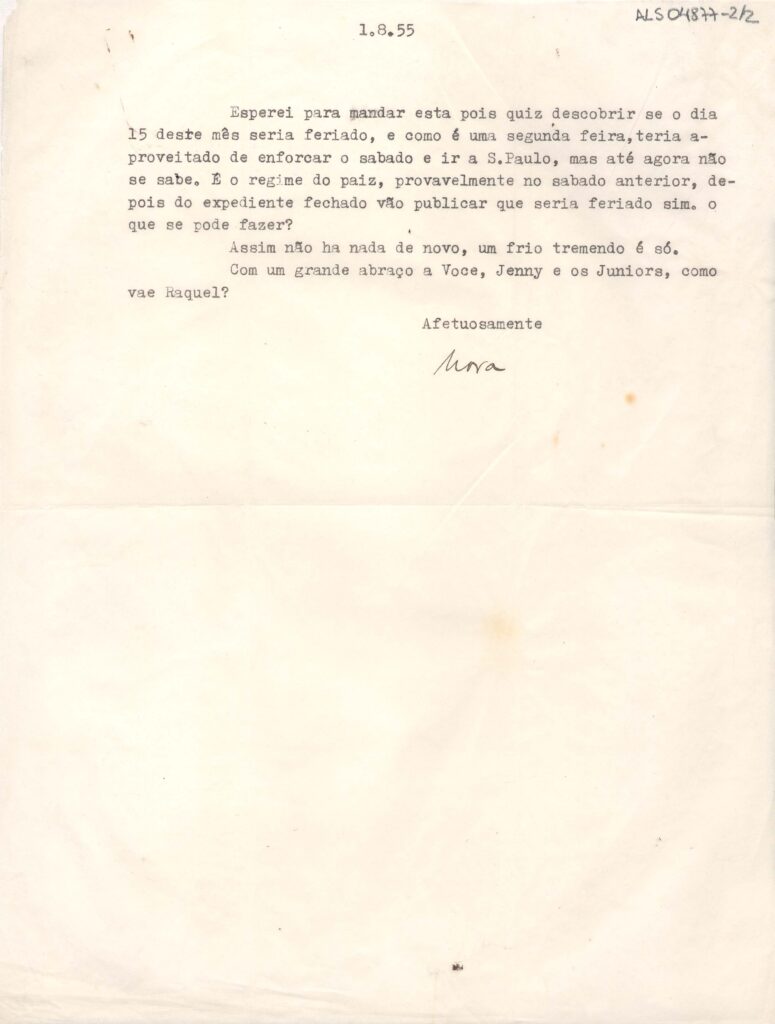 ALS04877-2/2
1.8.55
Esperei para mandar esta pois quiz descobrir se o dia
15 deste mês seria feriado, e como é uma segunda feira,teria a-
proveitado de enforcar o sabado e ir a S.Paulo, mas até agora não
se sabe. É o regime do paiz, provavelmente no sabado anterior, de-
pois do expediente fechado vão publicar que seria feriado sim. o
que se pode fazer?
Assim não ha nada de novo, um frio tremendo é só.
Com um grande abraço a Voce, Jenny e os Juniors, como
vae Raquel?
Afetuosamente
Nora